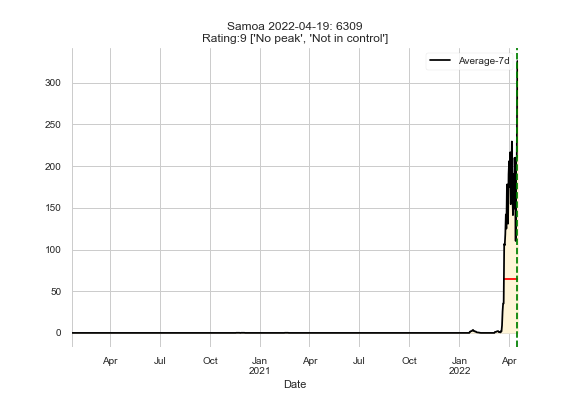 Samoa 2022-04-19: 6309
Rating:9 ['No peak', 'Not in control']
Average-7d
300
250
200
150
100
50
0
Apr Jul Oct Jan Apr Jul Oct Jan Apr
2021 2022
Date